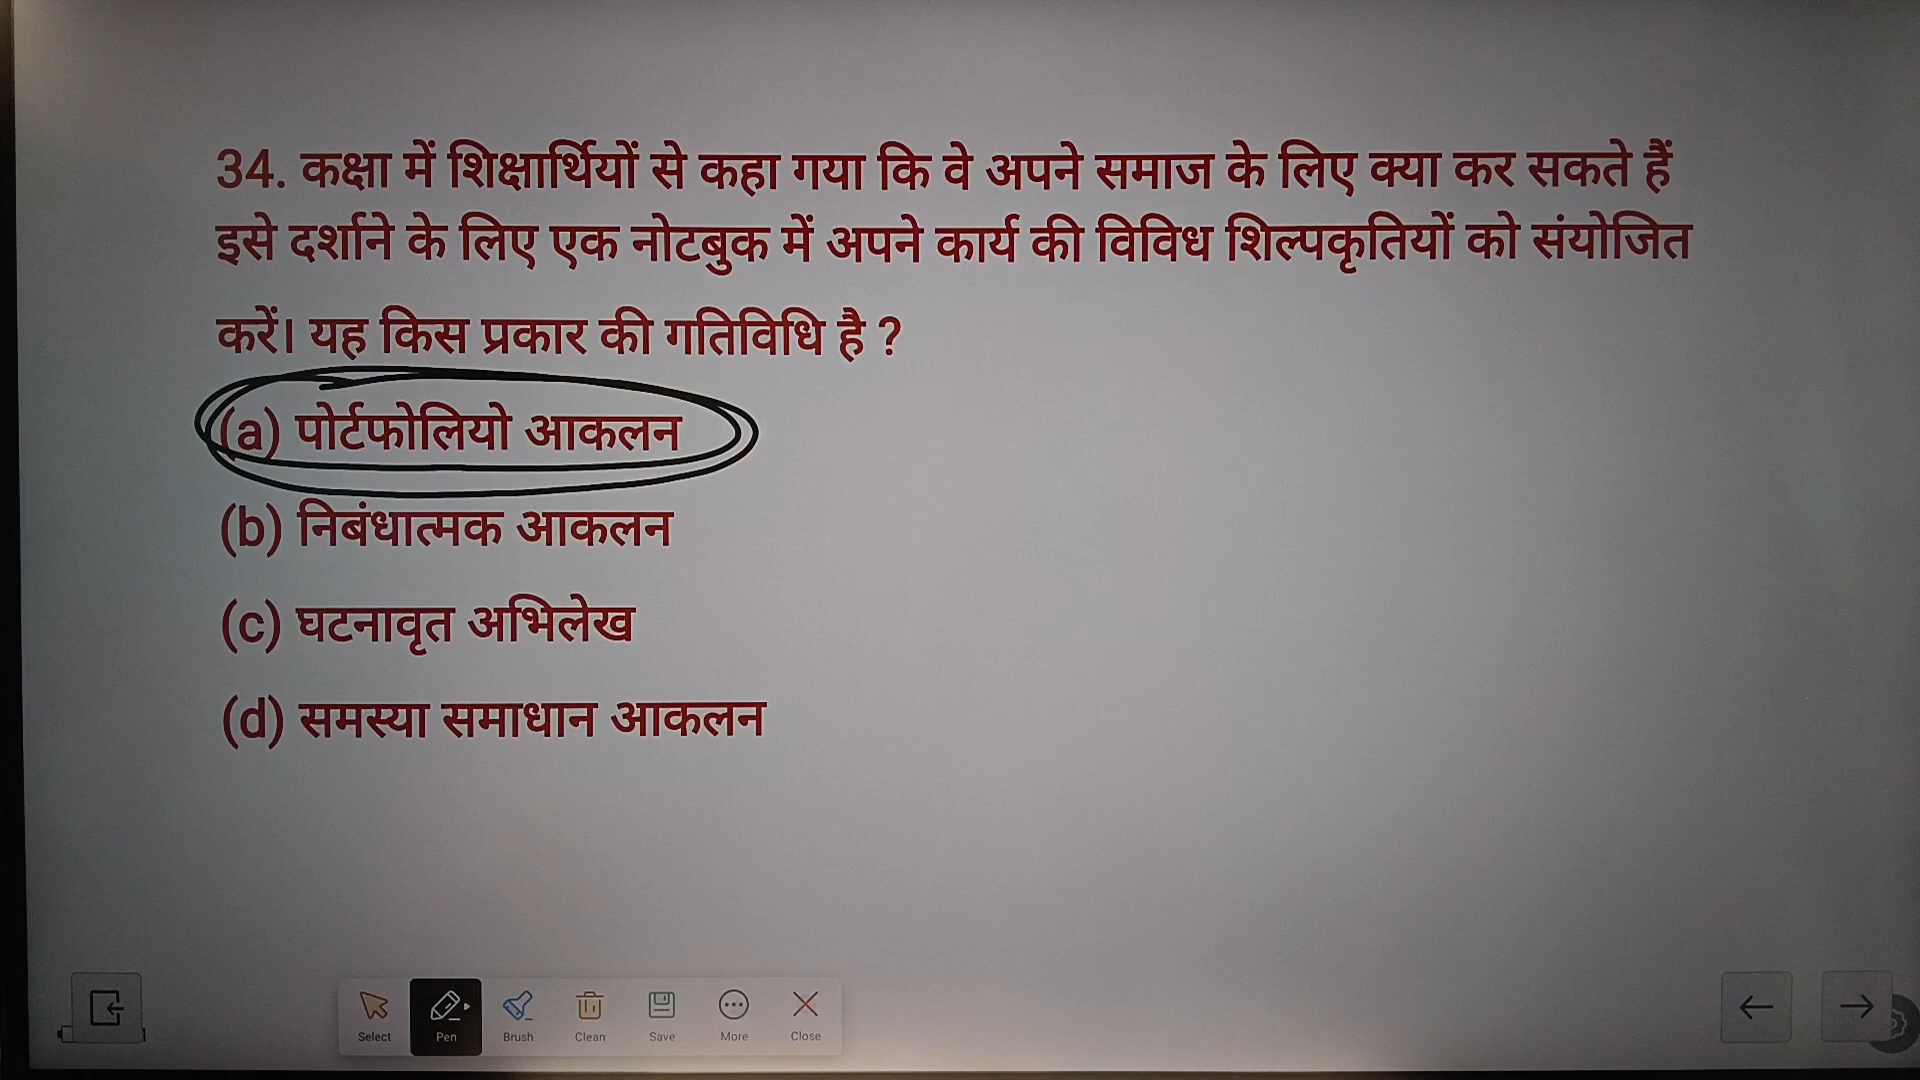 34. कक्षा में शिक्षार्थियों से कहा गया कि वे अपने समाज के लिए क्या कर सकते हैं
इसे दर्शाने के लिए एक नोटबुक में अपने कार्य की विविध शिल्पकृतियों को संयोजित
करें। यह किस प्रकार की गतिविधि है ?
(a) पोर्टफोलियो आकलन
(b) निबंधात्मक आकलन
(c) घटनावृत अभिलेख
(d) समस्या समाधान आकलन
Select Pen Brush Clean Save More Close